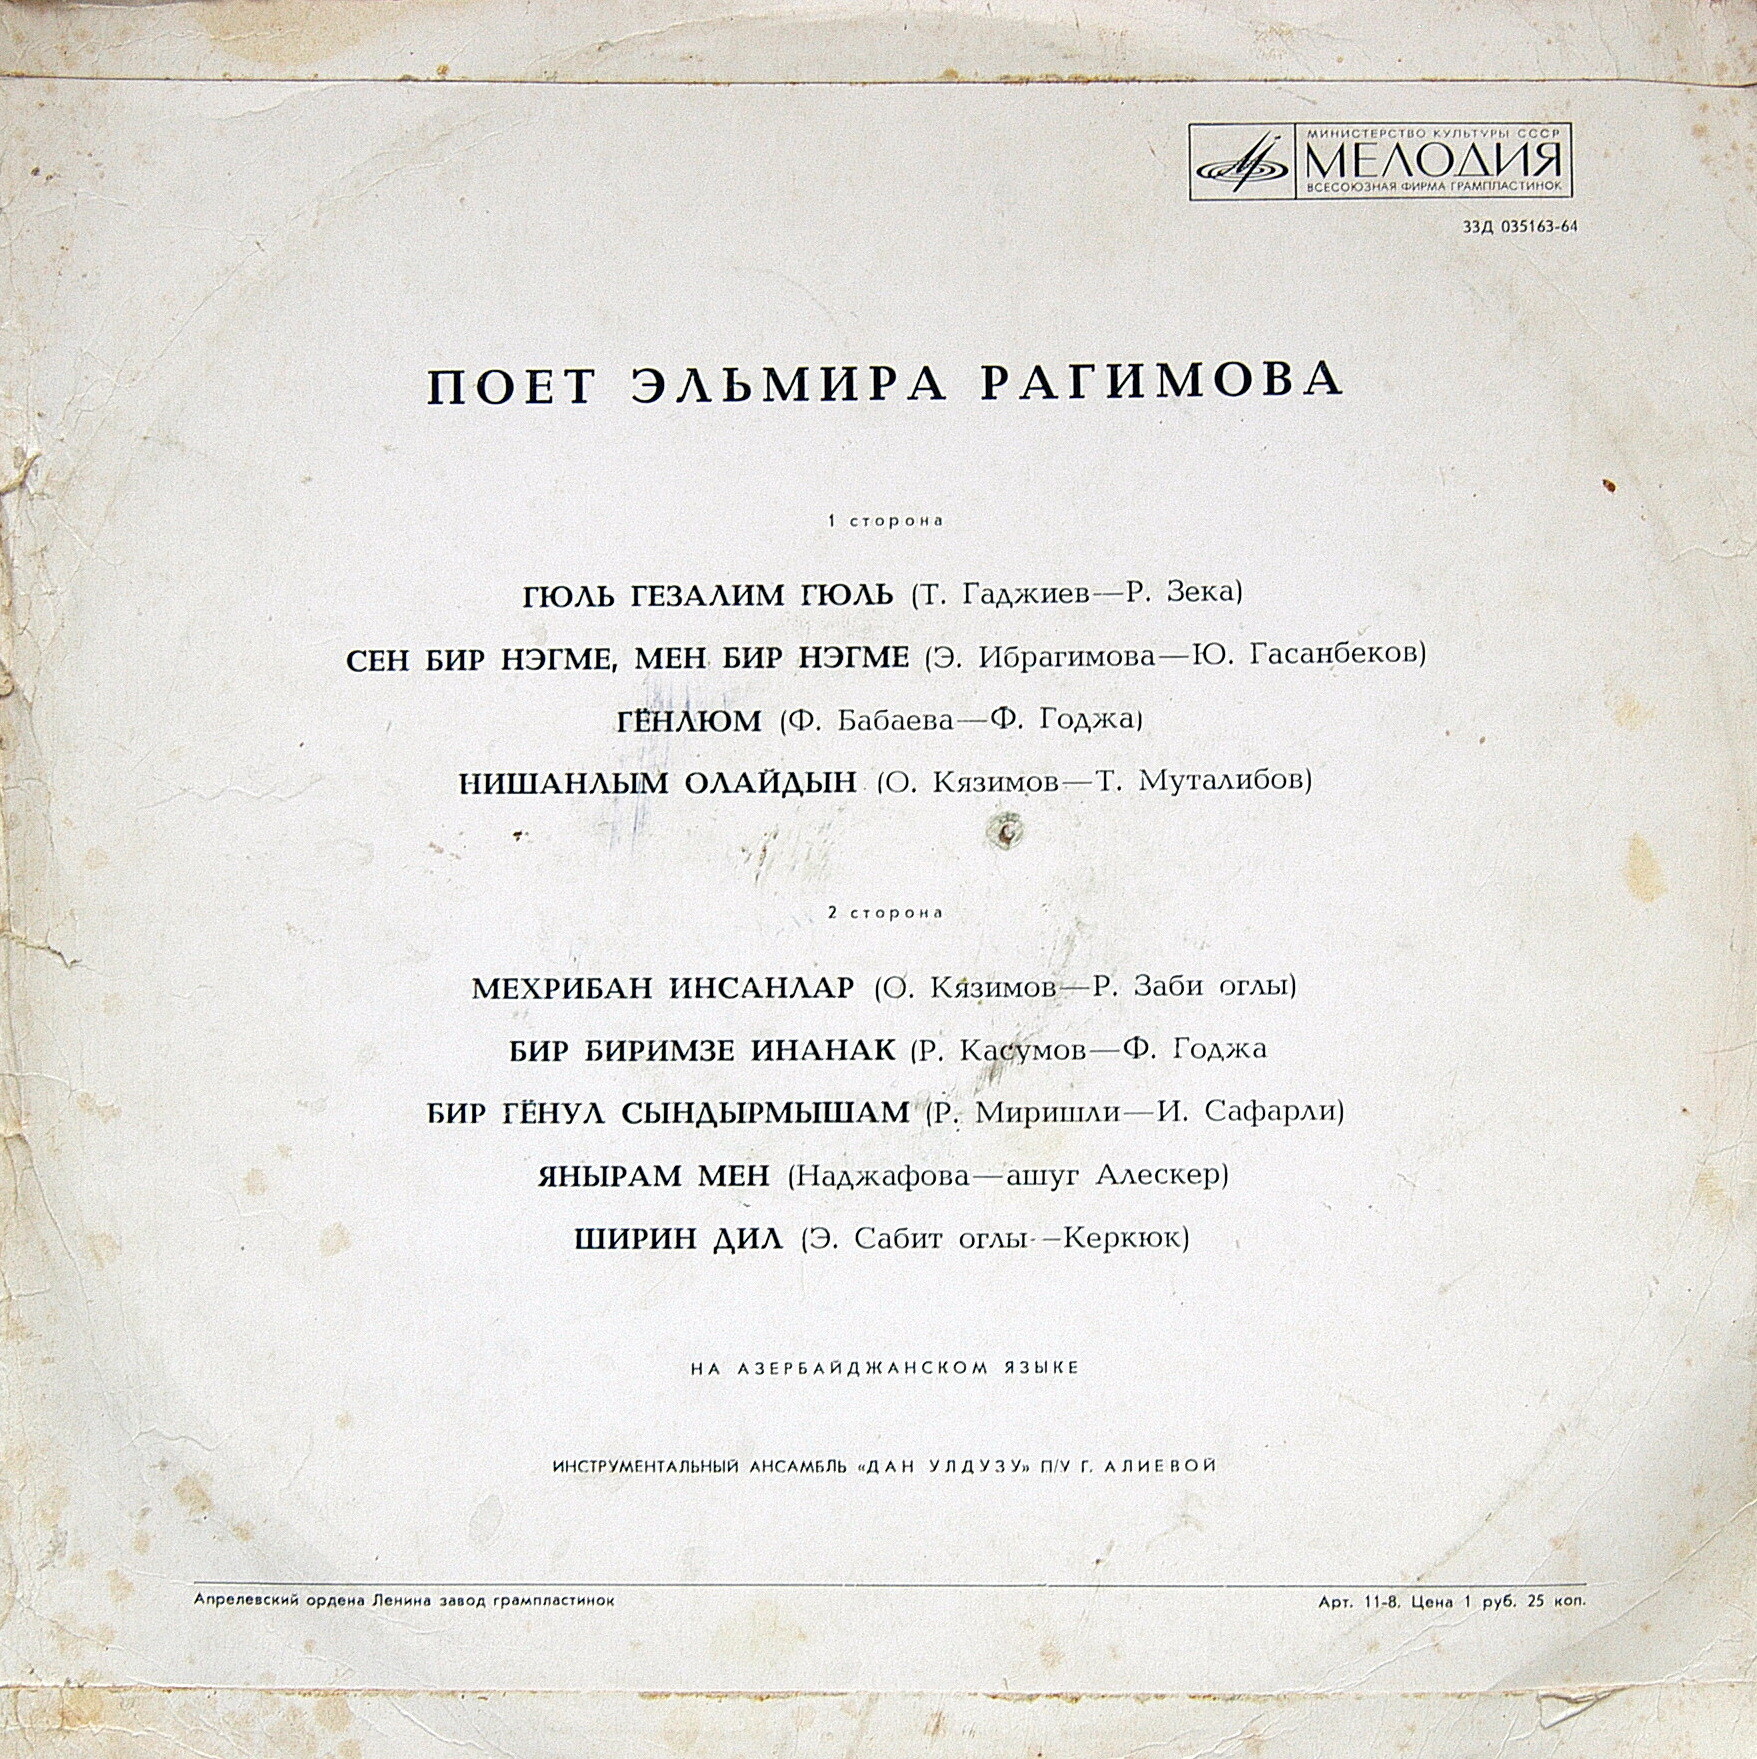 МИНИСТЕРСТВО КУЛЬТУРЫ СССР
МЕЛОДИЯ
ВСЕСОЮЗНАЯ ФИРМА ГРАМПЛАСТИНОК
33Д 035163-64
ПОЕТ ЭЛЬМИРА РАГИМОВА
1 сторона
ГЮЛЬ ГЕЗАЛИМ ГЮЛЬ (Т. Гаджиев—Р. Зека)
СЕН БИР НЭГМЕ, МЕН БИР НЭГМЕ (Э. Ибрагимова—Ю. Гасанбеков)
ГЁНЛЮМ (Ф. Бабаева—Ф. Годжа)
НИШАНЛЫМ ОЛАЙДЫН (О. Кязимов—Т. Муталибов)
2 сторона
МЕХРИБАН ИНСАНЛАР (О. Кязимов—Р. Заби оглы)
БИР БИРИМЗЕ ИНАНАК (Р. Касумов—Ф. Годжа
БИР ГЁНУЛ СЫНДЫРМЫШАМ (Р. Миришли—И. Сафарли)
ЯНЫРАМ МЕН (Наджафова—ашуг Алескер)
ШИРИН ДИЛ (Э. Сабит оглы-–Керкюк)
НА АЗЕРБАЙДЖАНСКОМ ЯЗЫКЕ
ИНСТРУМЕНТАЛЬНЫЙ АНСАМБЛЬ «ДАН УЛДУЗУ» П/У Г. АЛИЕВОЙ
Апрелевский ордена Ленина завод грампластинок
Арт. 11-8. Цена 1 руб. 25 коп.